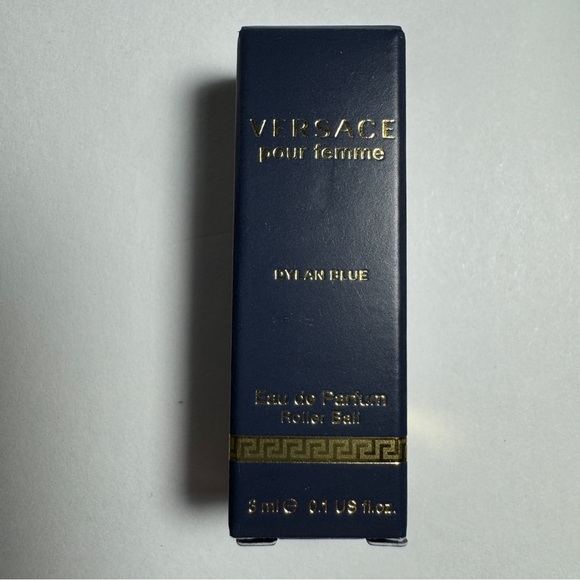 VERSACE
pour femme
DYLAN BLUE
Eau de Parfum
Roller Ball
3 ml ℮ 0.1 US fl.oz.